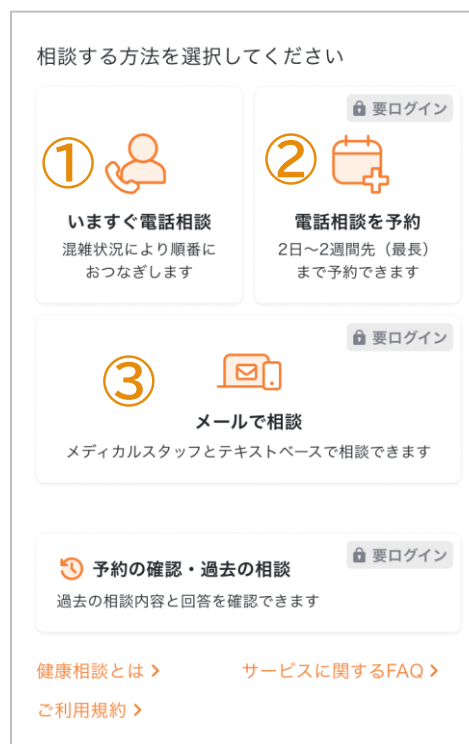 相談する方法を選択してください
①
いますぐ電話相談
混雑状況により順番に
おつなぎします
要ログイン
②
電話相談を予約
2日〜2週間先（最長）
まで予約できます
要ログイン
③
メールで相談
メディカルスタッフとテキストベースで相談できます
要ログイン
予約の確認・過去の相談
過去の相談内容と回答を確認できます
健康相談とは
サービスに関するFAQ
ご利用規約